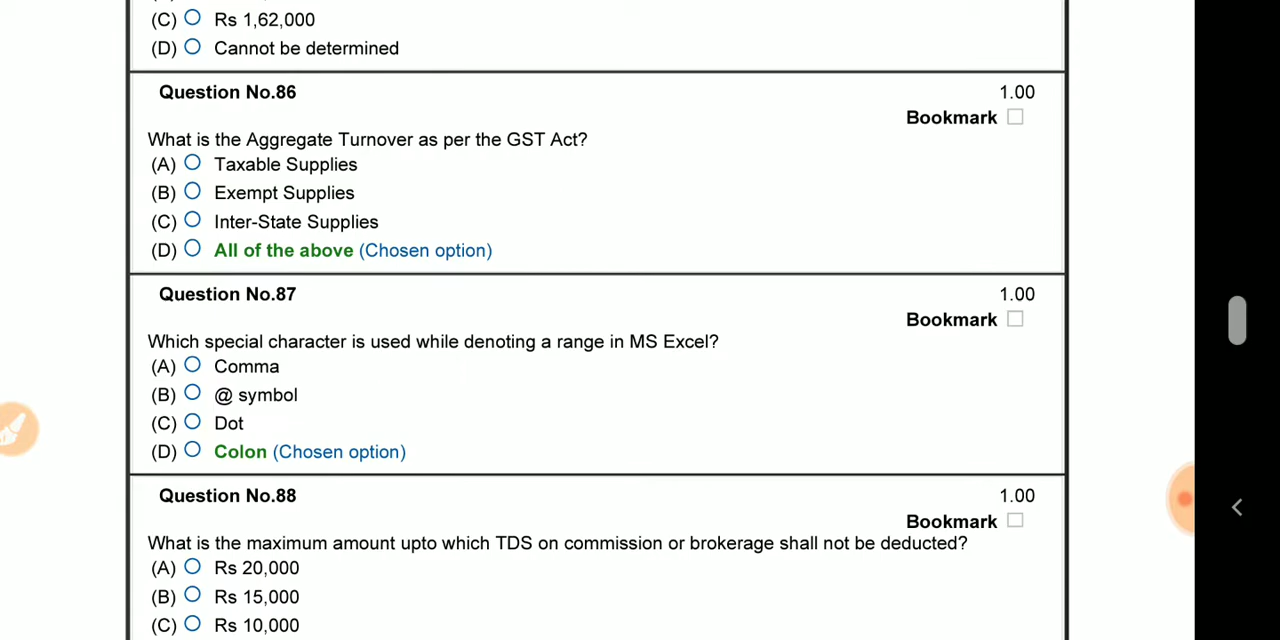 (C) Rs 1,62,000
(D) Cannot be determined
Question No.86 1.00
Bookmark
What is the Aggregate Turnover as per the GST Act?
(A) Taxable Supplies
(B) Exempt Supplies
(C) Inter-State Supplies
(D) All of the above (Chosen option)
Question No.87 1.00
Bookmark
Which special character is used while denoting a range in MS Excel?
(A) Comma
(B) @ symbol
(C) Dot
(D) Colon (Chosen option)
Question No.88 1.00
Bookmark
What is the maximum amount upto which TDS on commission or brokerage shall not be deducted?
(A) Rs 20,000
(B) Rs 15,000
(C) Rs 10,000